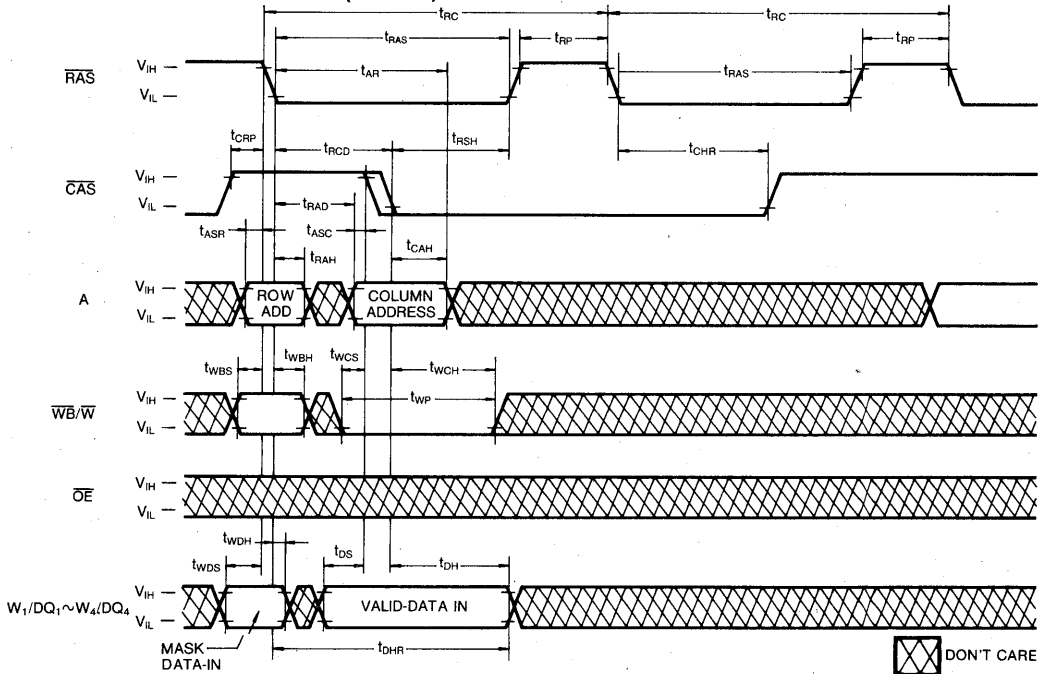 tRC tRC
tRAS tRP tRP
RAS VIH tAR tRAS
VIL
tCRP tRCD tRSH tCHR
CAS VIH
VIL tRAD
tASR tASC tCAH
tRAH
A VIH ROW ADD COLUMN ADDRESS
VIL
tWBS tWBH tWCS tWCH
WB/W VIH tWP
VIL
OE VIH
VIL
tWDH
tWDS tDS tDH
W1/DQ1~W4/DQ4 VIH VALID-DATA IN
VIL
MASK DATA-IN tDHR DON'T CARE